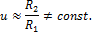 u ≈ R₂/R₁ ≠ const.